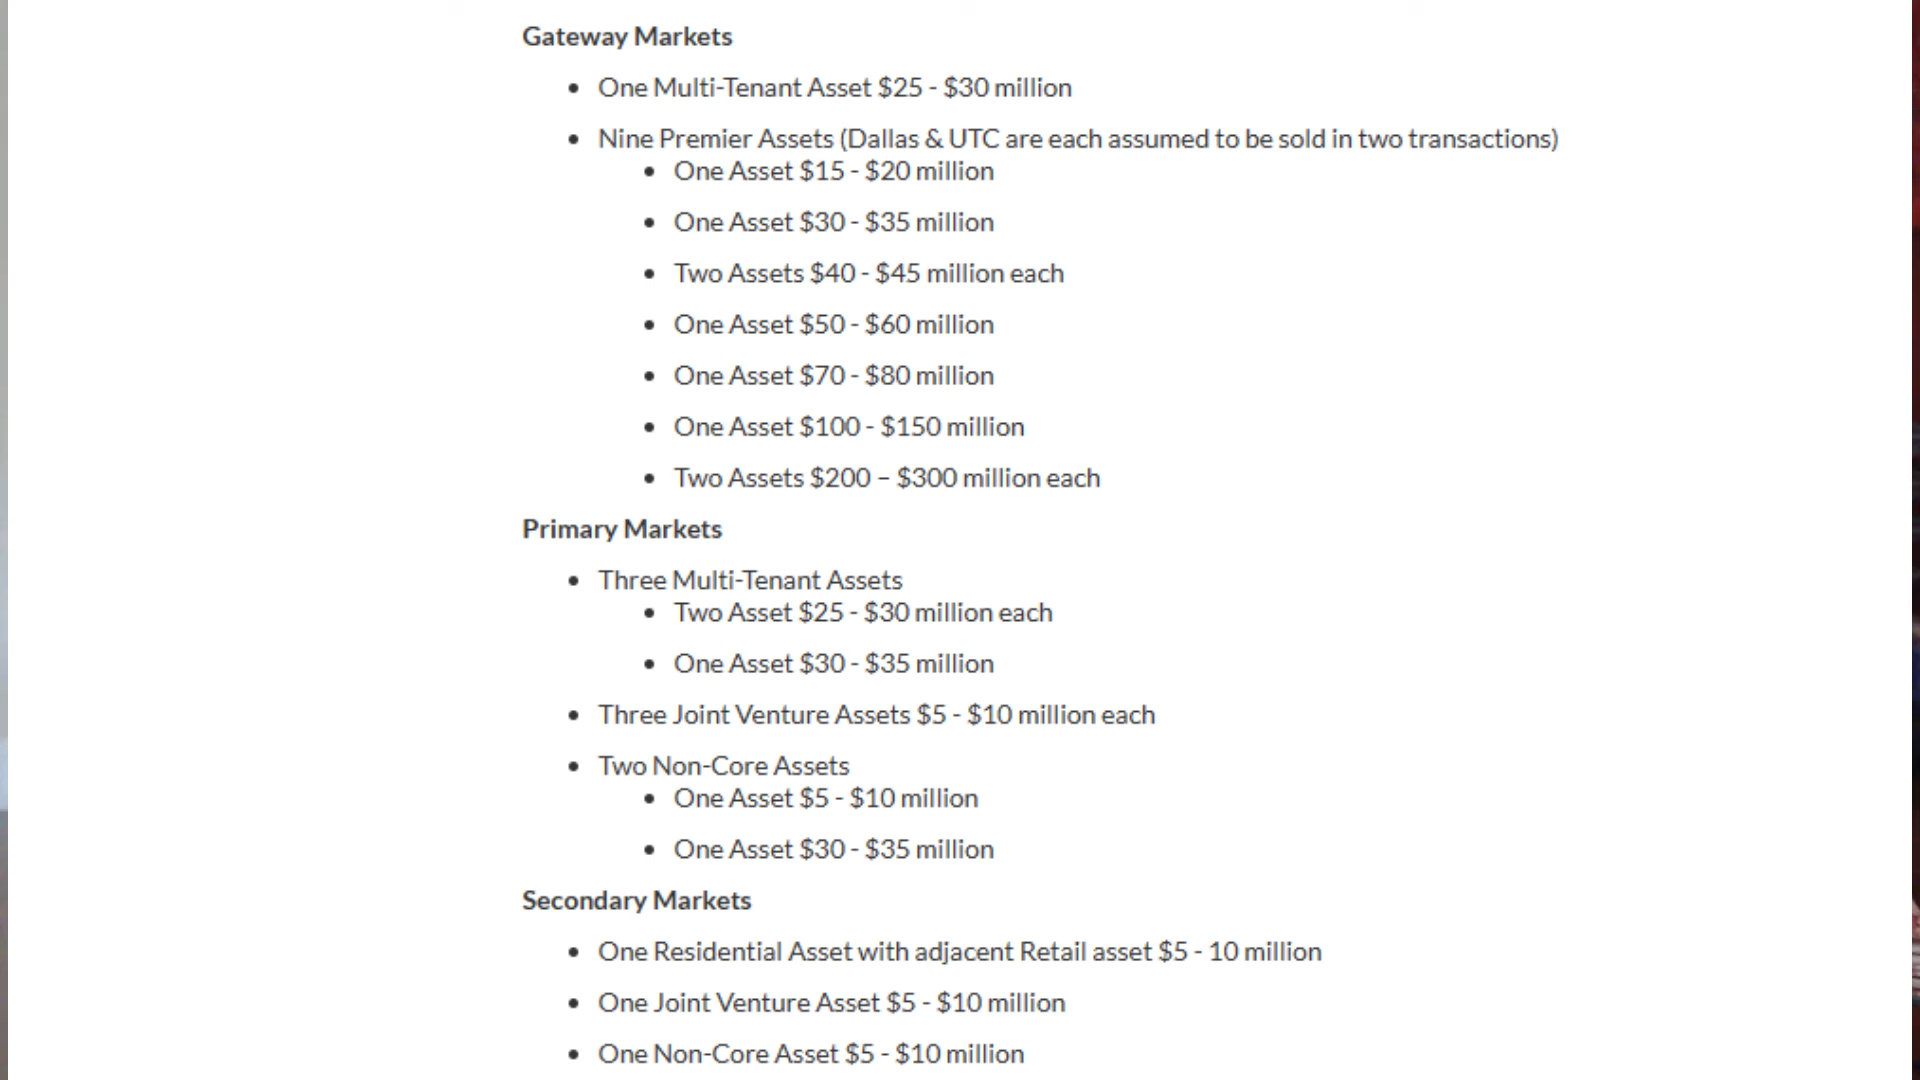 Gateway Markets
• One Multi-Tenant Asset $25 - $30 million
• Nine Premier Assets (Dallas & UTC are each assumed to be sold in two transactions)
• One Asset $15 - $20 million
• One Asset $30 - $35 million
• Two Assets $40 - $45 million each
• One Asset $50 - $60 million
• One Asset $70 - $80 million
• One Asset $100 - $150 million
• Two Assets $200 – $300 million each
Primary Markets
• Three Multi-Tenant Assets
• Two Asset $25 - $30 million each
• One Asset $30 - $35 million
• Three Joint Venture Assets $5 - $10 million each
• Two Non-Core Assets
• One Asset $5 - $10 million
• One Asset $30 - $35 million
Secondary Markets
• One Residential Asset with adjacent Retail asset $5 - 10 million
• One Joint Venture Asset $5 - $10 million
• One Non-Core Asset $5 - $10 million